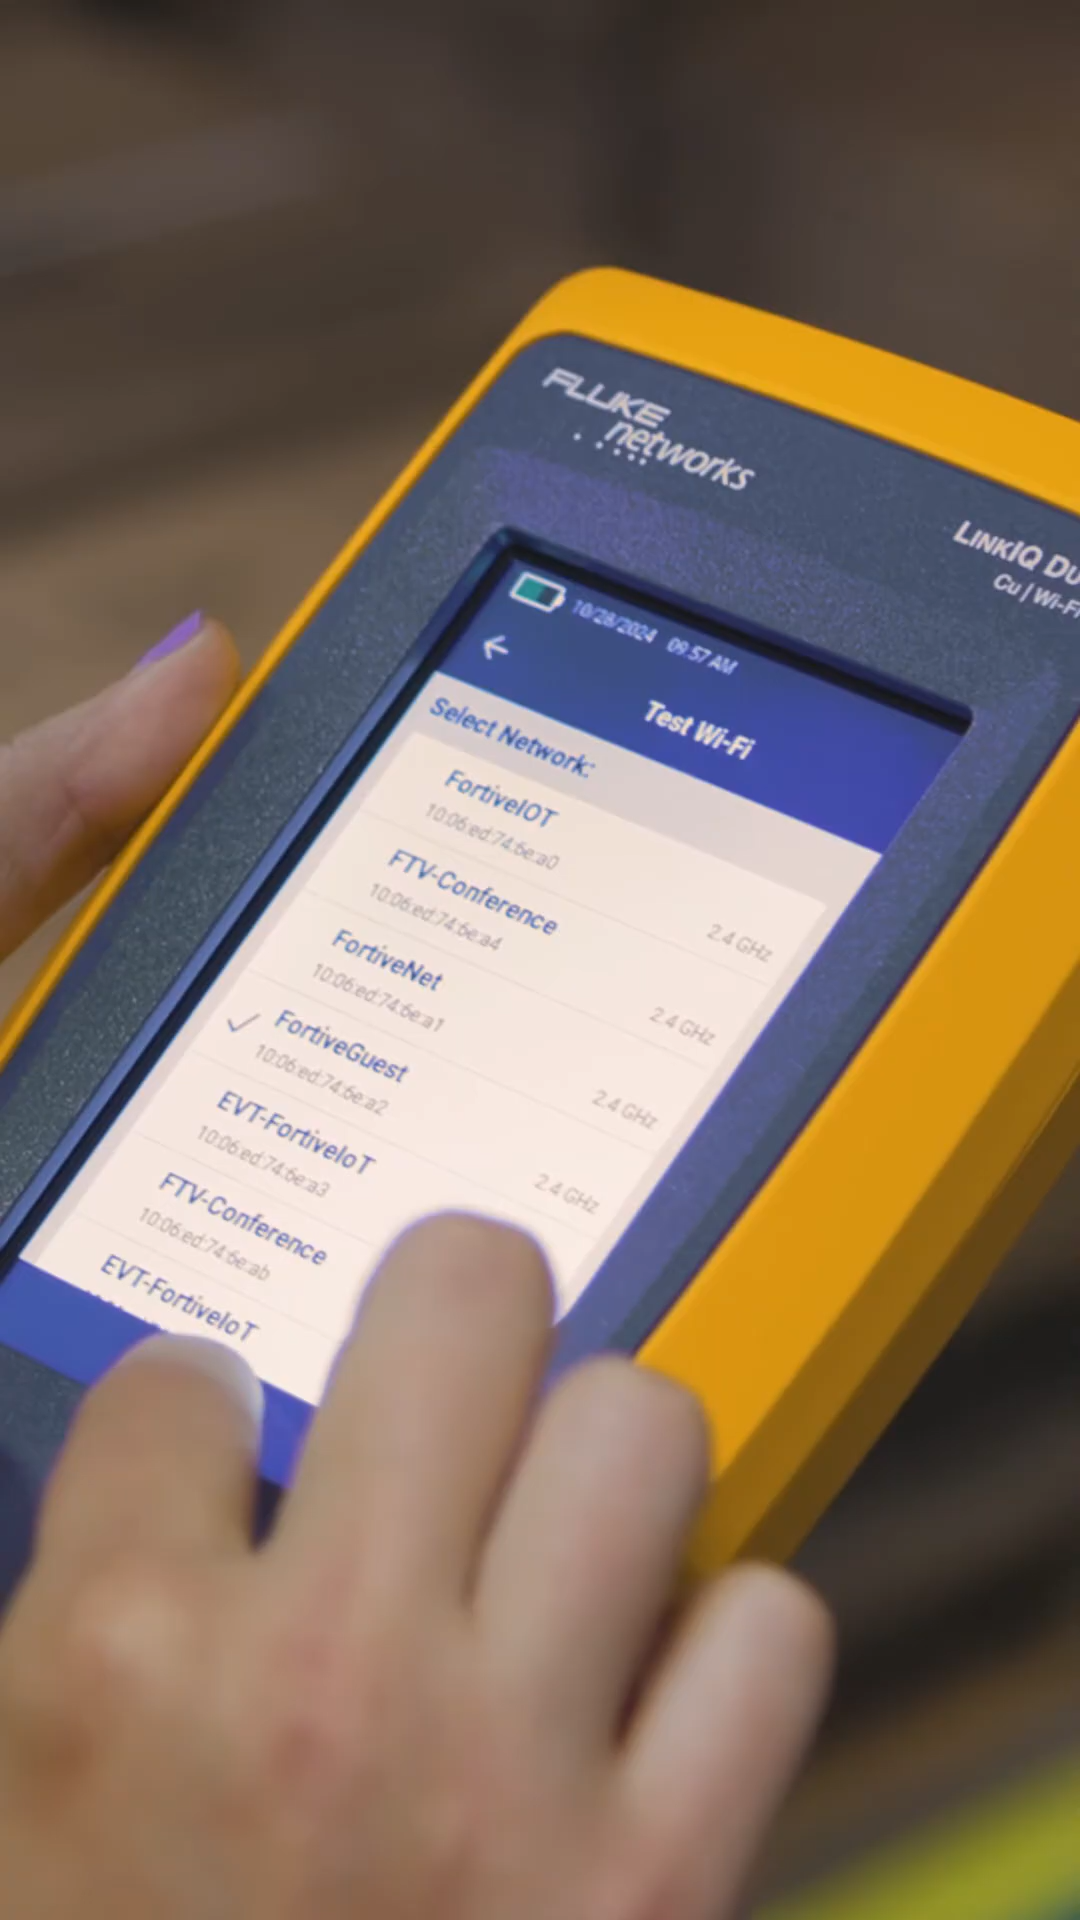 FLUKE
networks
LINKIQ
Cu | Wi-Fi
10/28/2024 09:57 AM
Test Wi-Fi
Select Network:
FortiveIOT
10:06:ed:74:6e:a0
2.4 GHz
FTV-Conference
10:06:ed:74:6e:a4
2.4 GHz
FortiveNet
10:06:ed:74:6e:a1
2.4 GHz
FortiveGuest
10:06:ed:74:6e:a2
2.4 GHz
EVT-FortiveIoT
10:06:ed:74:6e:a3
FTV-Conference
10:06:ed:74:6e:ab
EVT-FortiveIoT